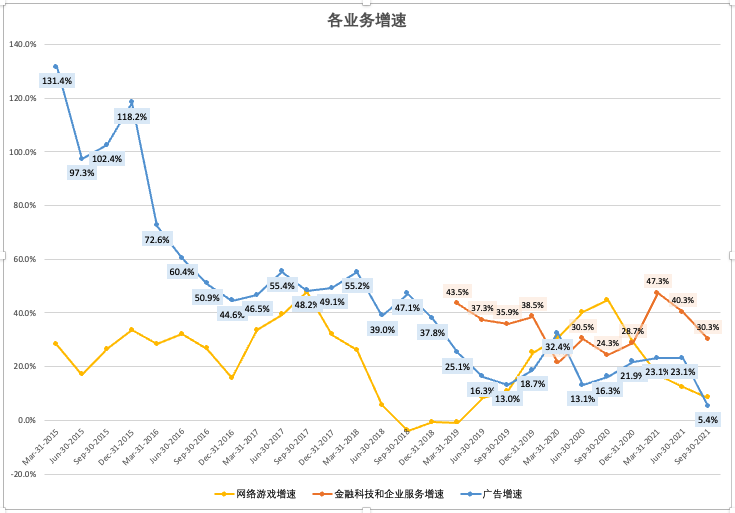 各业务增速
140.0%
120.0%
100.0%
80.0%
60.0%
40.0%
20.0%
0.0%
-20.0%
131.4%
97.3%
102.4%
118.2%
72.6%
60.4%
50.9%
44.6%
46.5%
55.4%
48.2%
49.1%
55.2%
39.0%
47.1%
37.8%
25.1%
16.3%
13.0%
18.7%
32.4%
13.1%
16.3%
21.9%
23.1%
23.1%
5.4%
43.5%
37.3%
35.9%
38.5%
30.5%
24.3%
28.7%
47.3%
40.3%
30.3%
Mar-31-2015
Jun-30-2015
Sep-30-2015
Dec-31-2015
Mar-31-2016
Jun-30-2016
Sep-30-2016
Dec-31-2016
Mar-31-2017
Jun-30-2017
Sep-30-2017
Dec-31-2017
Mar-31-2018
Jun-30-2018
Sep-30-2018
Dec-31-2018
Mar-31-2019
Jun-30-2019
Sep-30-2019
Dec-31-2019
Mar-31-2020
Jun-30-2020
Sep-30-2020
Dec-31-2020
Mar-31-2021
Jun-30-2021
Sep-30-2021
网络游戏增速 金融科技和企业服务增速 广告增速